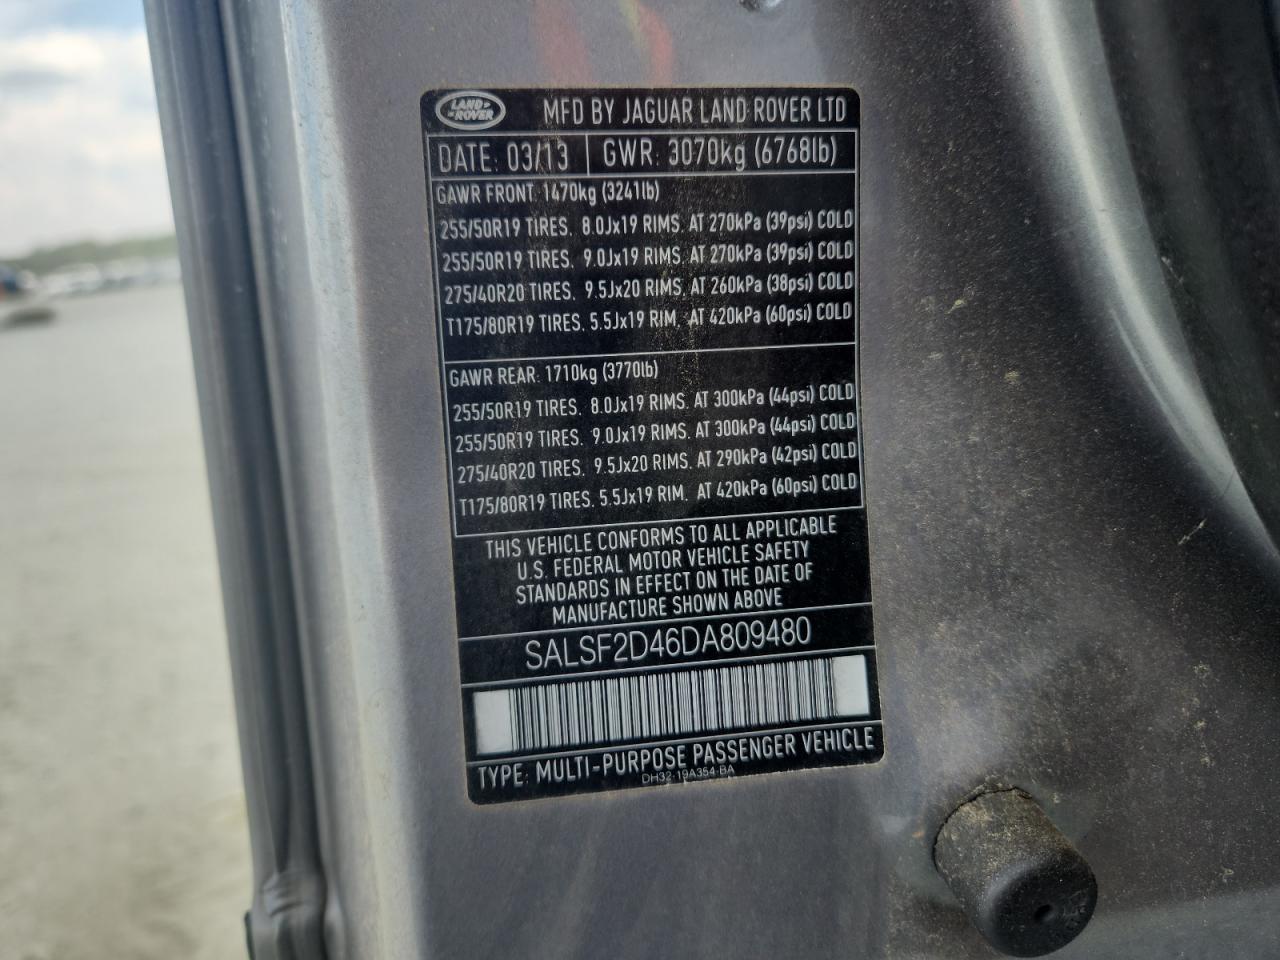 LAND ROVER MFD BY JAGUAR LAND ROVER LTD
DATE: 03/13 GWR: 3070kg (6768lb)
GAWR FRONT: 1470kg (3241lb)
255/50R19 TIRES, 8.0Jx19 RIMS, AT 270kPa (39psi) COLD
255/50R19 TIRES, 9.0Jx19 RIMS, AT 270kPa (39psi) COLD
275/40R20 TIRES, 9.5Jx20 RIMS, AT 260kPa (38psi) COLD
T175/80R19 TIRES, 5.5Jx19 RIM, AT 420kPa (60psi) COLD
GAWR REAR: 1710kg (3770lb)
255/50R19 TIRES, 8.0Jx19 RIMS, AT 300kPa (44psi) COLD
255/50R19 TIRES, 9.0Jx19 RIMS, AT 300kPa (44psi) COLD
275/40R20 TIRES, 9.5Jx20 RIMS, AT 290kPa (42psi) COLD
T175/80R19 TIRES, 5.5Jx19 RIM, AT 420kPa (60psi) COLD
THIS VEHICLE CONFORMS TO ALL APPLICABLE
U.S. FEDERAL MOTOR VEHICLE SAFETY
STANDARDS IN EFFECT ON THE DATE OF
MANUFACTURE SHOWN ABOVE
SALSF2D46DA809480
TYPE: MULTI-PURPOSE PASSENGER VEHICLE
DH32-19A354-BA